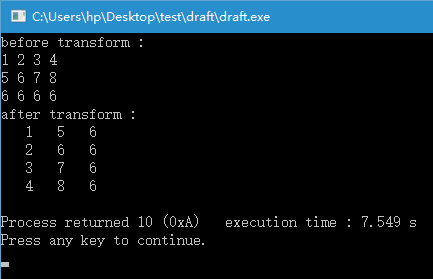 C:\Users\hp\Desktop\test\draft\draft.exe
before transform :
1 2 3 4
5 6 7 8
6 6 6 6
after transform :
   1   5   6
   2   6   6
   3   7   6
   4   8   6
Process returned 10 (0xA)   execution time : 7.549 s
Press any key to continue.